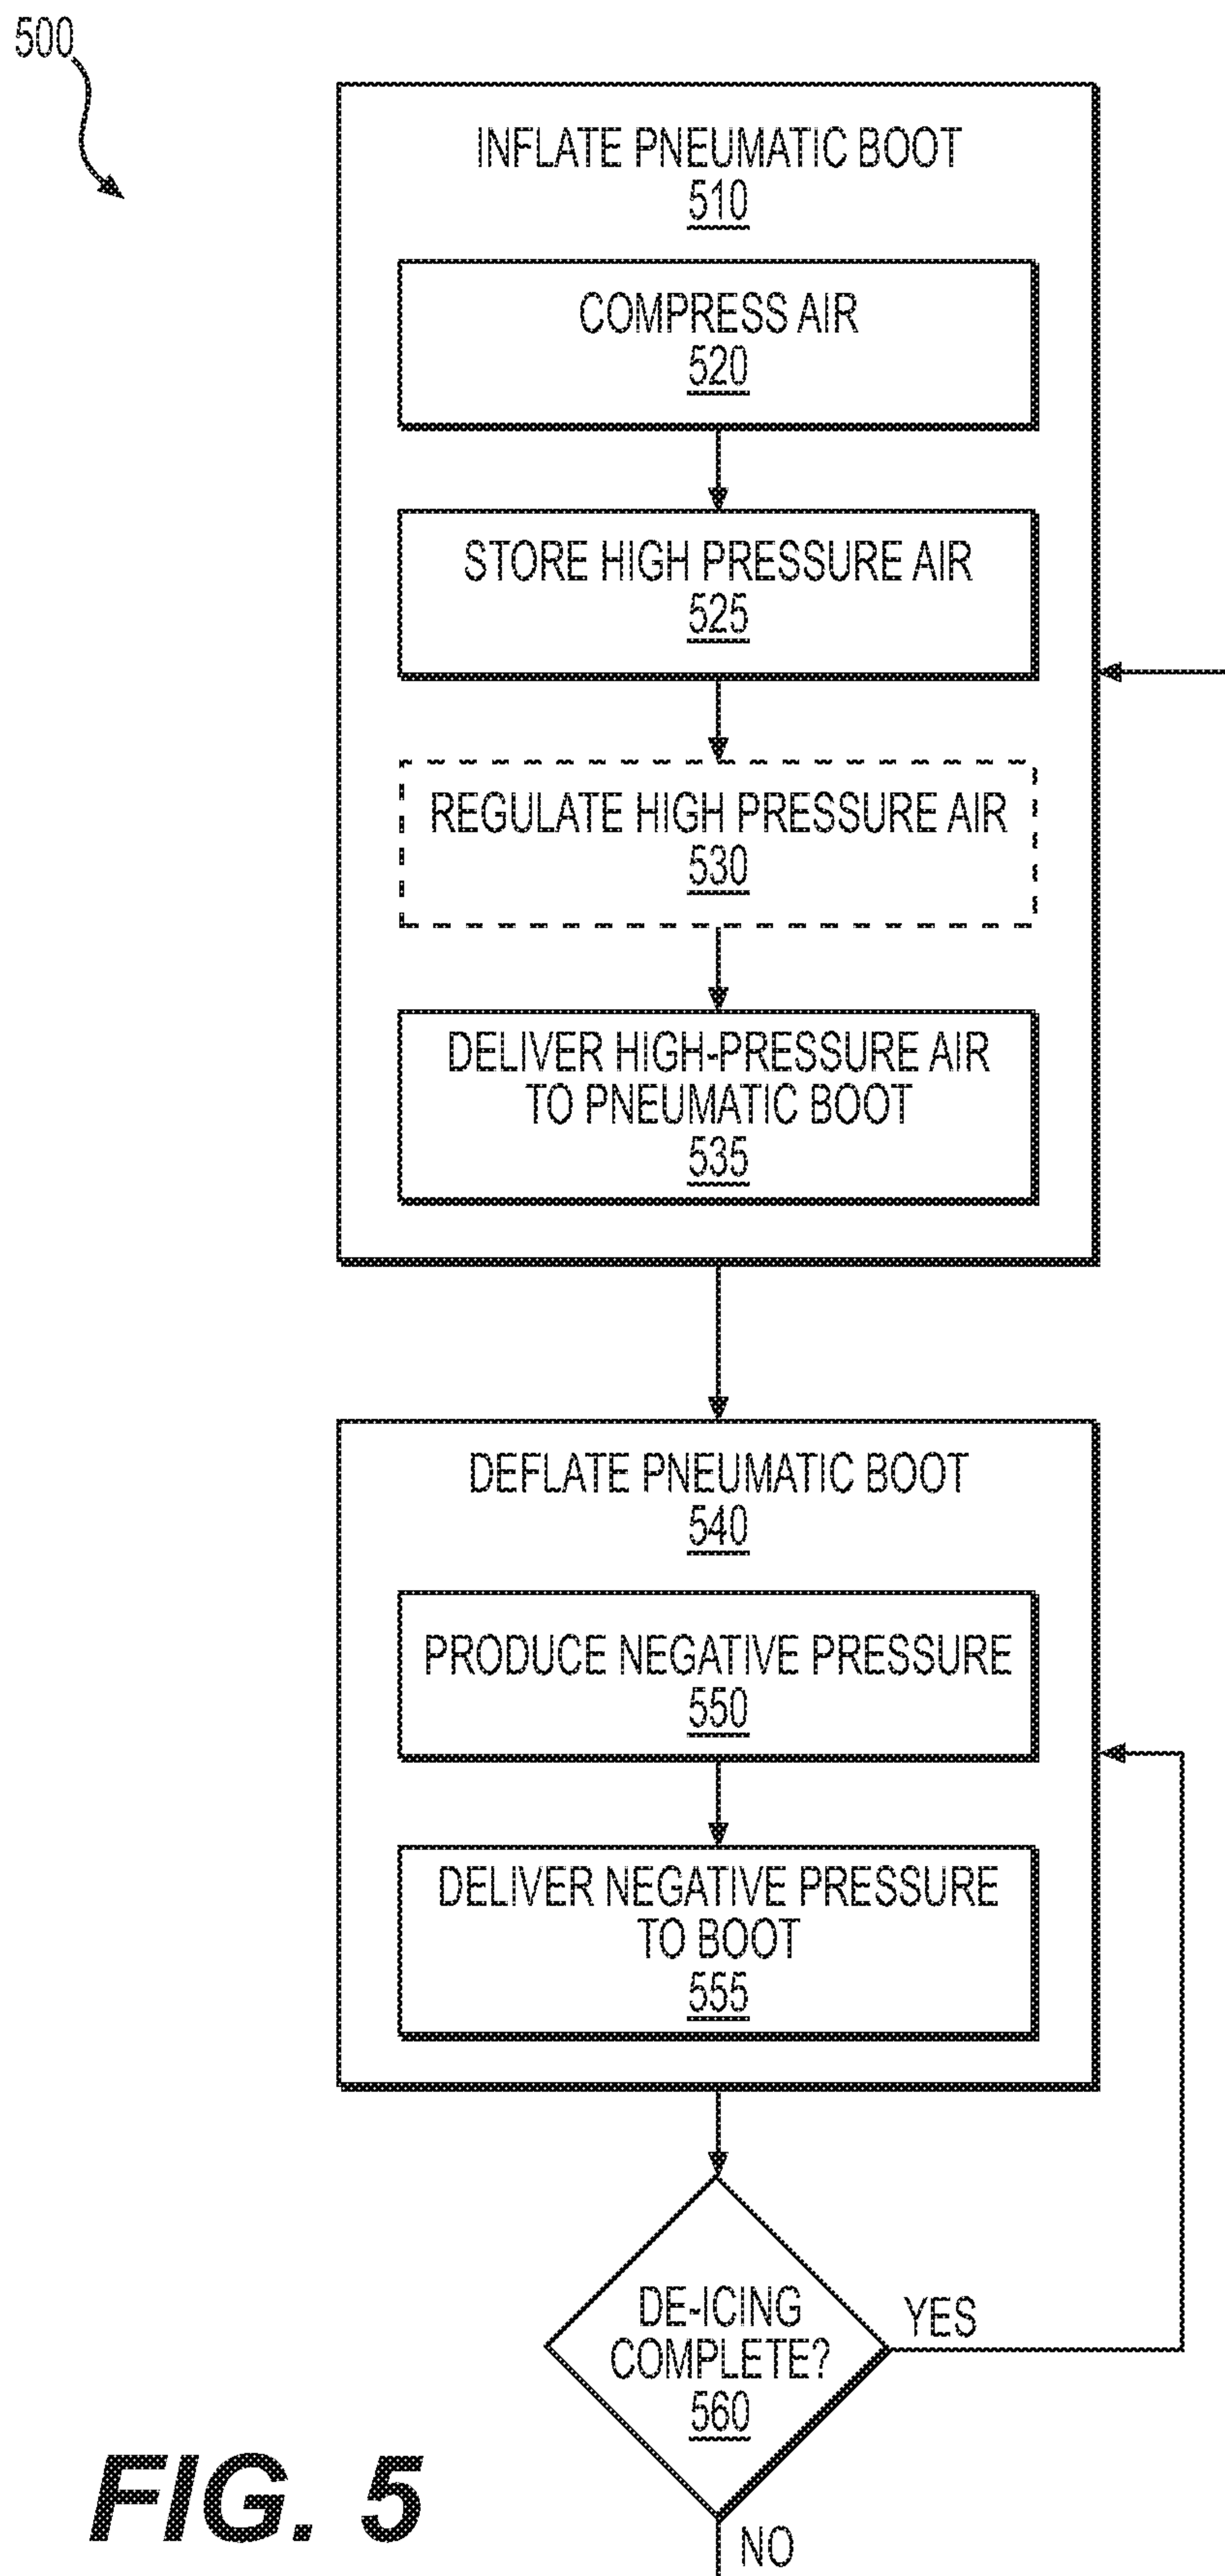 500
INFLATE PNEUMATIC BOOT
510
COMPRESS AIR
520
STORE HIGH PRESSURE AIR
525
REGULATE HIGH PRESSURE AIR
530
DELIVER HIGH-PRESSURE AIR
TO PNEUMATIC BOOT
535
DEFLATE PNEUMATIC BOOT
540
PRODUCE NEGATIVE PRESSURE
550
DELIVER NEGATIVE PRESSURE
TO BOOT
555
DE-ICING
COMPLETE?
560
YES
NO
FIG. 5